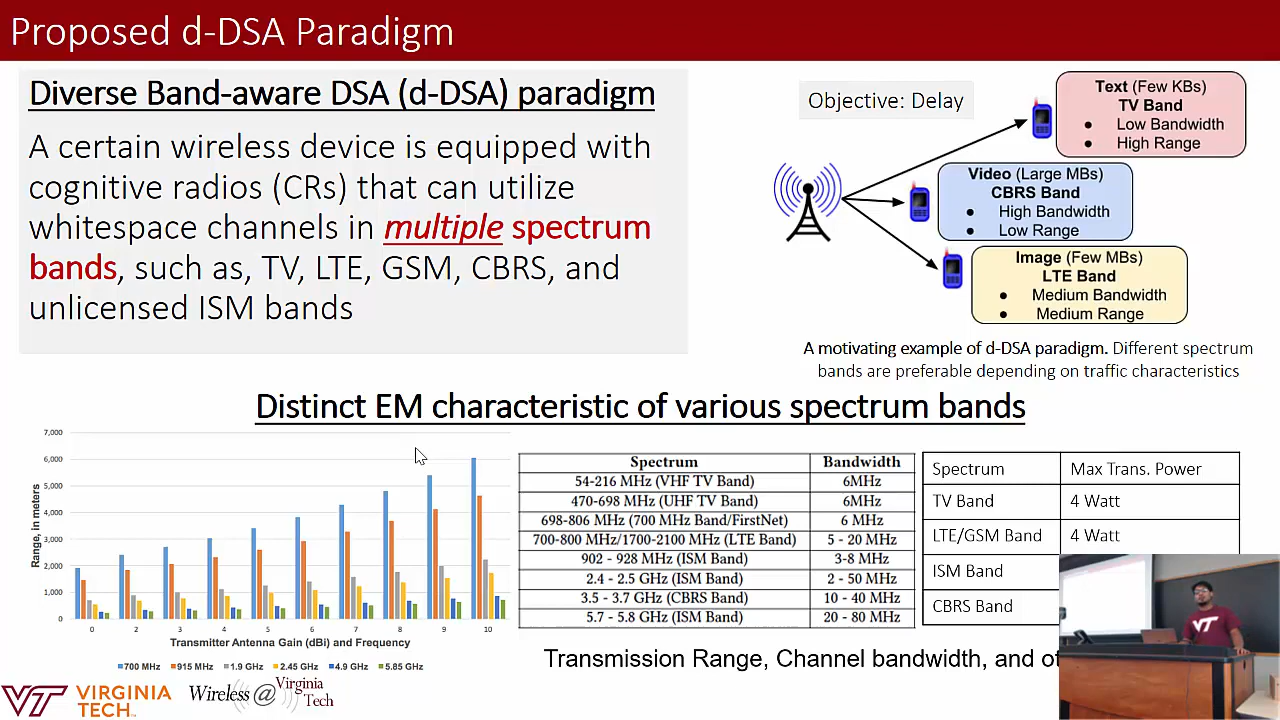 Proposed d-DSA Paradigm
Diverse Band-aware DSA (d-DSA) paradigm
A certain wireless device is equipped with
cognitive radios (CRs) that can utilize
whitespace channels in multiple spectrum
bands, such as, TV, LTE, GSM, CBRS, and
unlicensed ISM bands
Objective: Delay
Text (Few KBs)
TV Band
● Low Bandwidth
● High Range
Video (Large MBs)
CBRS Band
● High Bandwidth
● Low Range
Image (Few MBs)
LTE Band
● Medium Bandwidth
● Medium Range
A motivating example of d-DSA paradigm. Different spectrum
bands are preferable depending on traffic characteristics
Distinct EM characteristic of various spectrum bands
Range, in meters
7,000
6,000
5,000
4,000
3,000
2,000
1,000
0
0 2 3 4 5 6 7 8 9 10
Transmitter Antenna Gain (dBi) and Frequency
700 MHz 915 MHz 1.9 GHz 2.45 GHz 4.9 GHz 5.85 GHz
Spectrum Bandwidth
54-216 MHz (VHF TV Band) 6MHz
470-698 MHz (UHF TV Band) 6MHz
698-806 MHz (700 MHz Band/FirstNet) 6 MHz
700-800 MHz/1700-2100 MHz (LTE Band) 5 - 20 MHz
902 - 928 MHz (ISM Band) 3-8 MHz
2.4 - 2.5 GHz (ISM Band) 2 - 50 MHz
3.5 - 3.7 GHz (CBRS Band) 10 - 40 MHz
5.7 - 5.8 GHz (ISM Band) 20 - 80 MHz
Spectrum Max Trans. Power
TV Band 4 Watt
LTE/GSM Band 4 Watt
ISM Band
CBRS Band
Transmission Range, Channel bandwidth, and
VT VIRGINIA
TECH
Wireless @ Virginia
Tech
VT